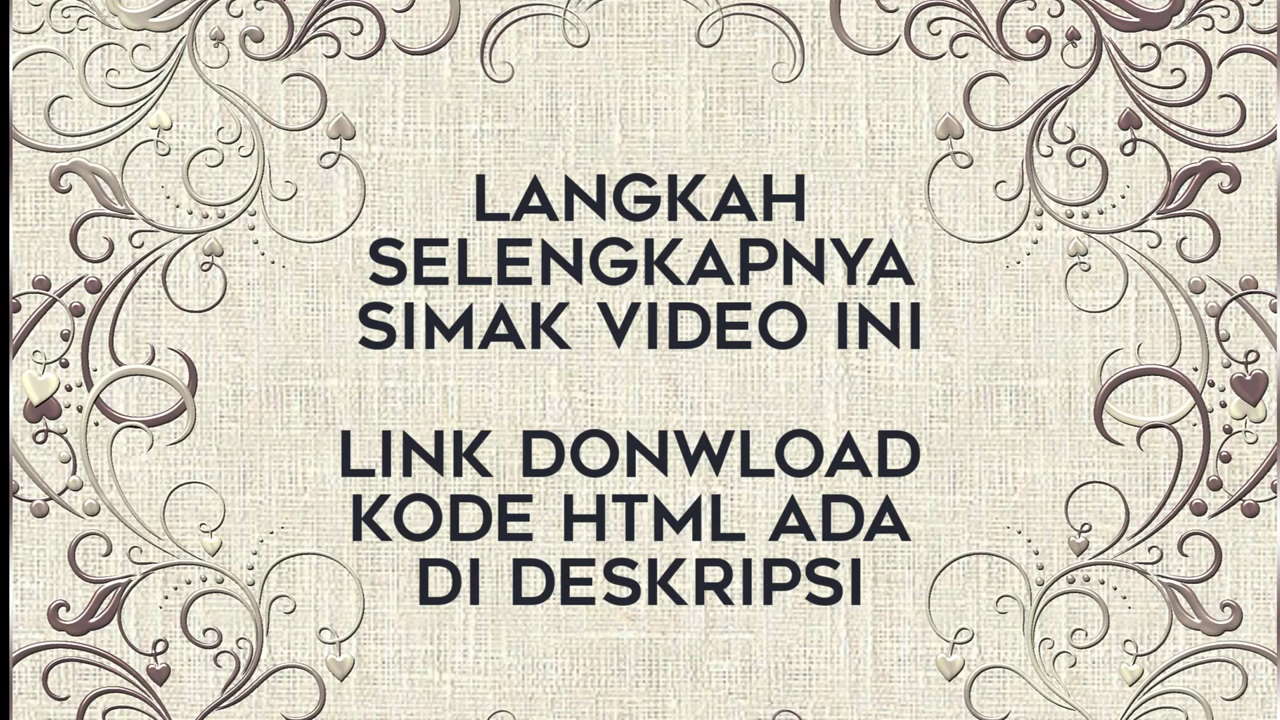 LANGKAH
SELENGKAPNYA
SIMAK VIDEO INI
LINK DONWLOAD
KODE HTML ADA
DI DESKRIPSI